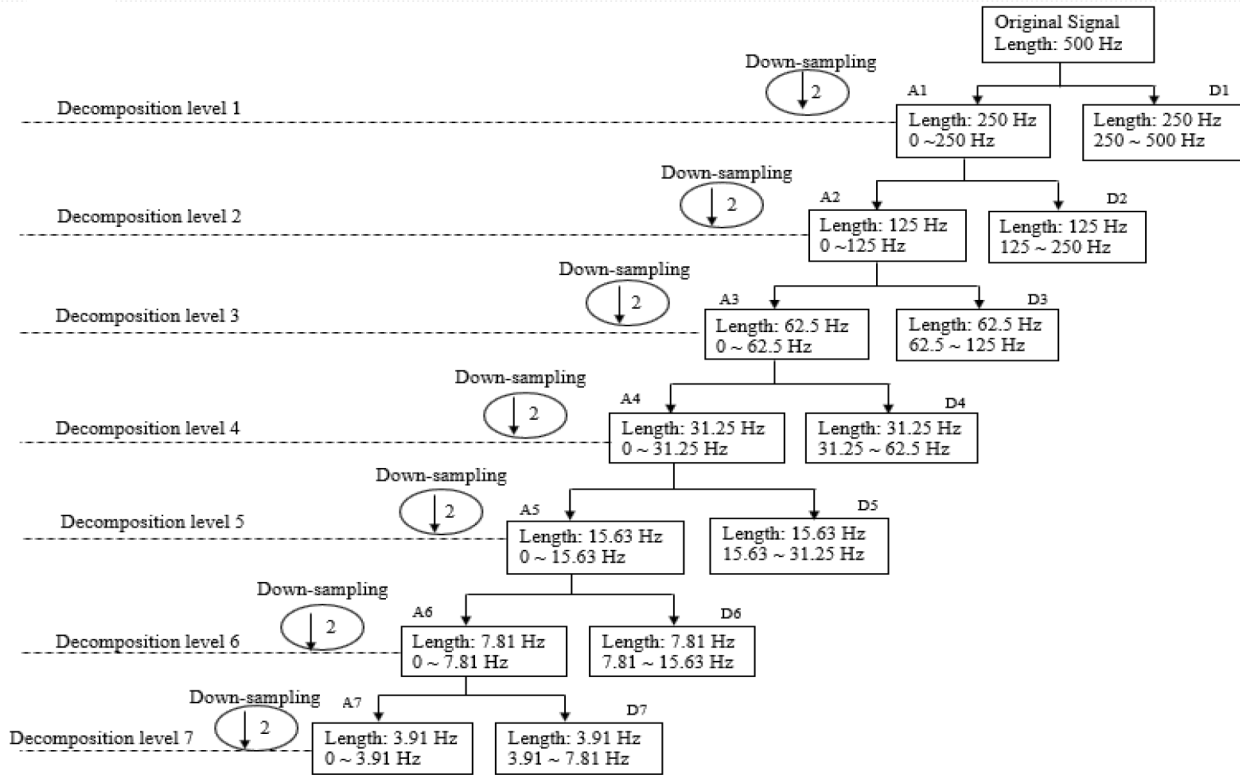 Original Signal
Length: 500 Hz
Down-sampling
2
Decomposition level 1
A1
D1
Length: 250 Hz
0 ~250 Hz
Length: 250 Hz
250 ~ 500 Hz
Down-sampling
2
Decomposition level 2
A2
D2
Length: 125 Hz
0 ~125 Hz
Length: 125 Hz
125 ~ 250 Hz
Down-sampling
2
Decomposition level 3
A3
D3
Length: 62.5 Hz
0 ~ 62.5 Hz
Length: 62.5 Hz
62.5 ~ 125 Hz
Down-sampling
2
Decomposition level 4
A4
D4
Length: 31.25 Hz
0 ~ 31.25 Hz
Length: 31.25 Hz
31.25 ~ 62.5 Hz
Down-sampling
2
Decomposition level 5
A5
D5
Length: 15.63 Hz
0 ~ 15.63 Hz
Length: 15.63 Hz
15.63 ~ 31.25 Hz
Down-sampling
2
Decomposition level 6
A6
D6
Length: 7.81 Hz
0 ~ 7.81 Hz
Length: 7.81 Hz
7.81 ~ 15.63 Hz
Down-sampling
2
Decomposition level 7
A7
D7
Length: 3.91 Hz
0 ~ 3.91 Hz
Length: 3.91 Hz
3.91 ~ 7.81 Hz